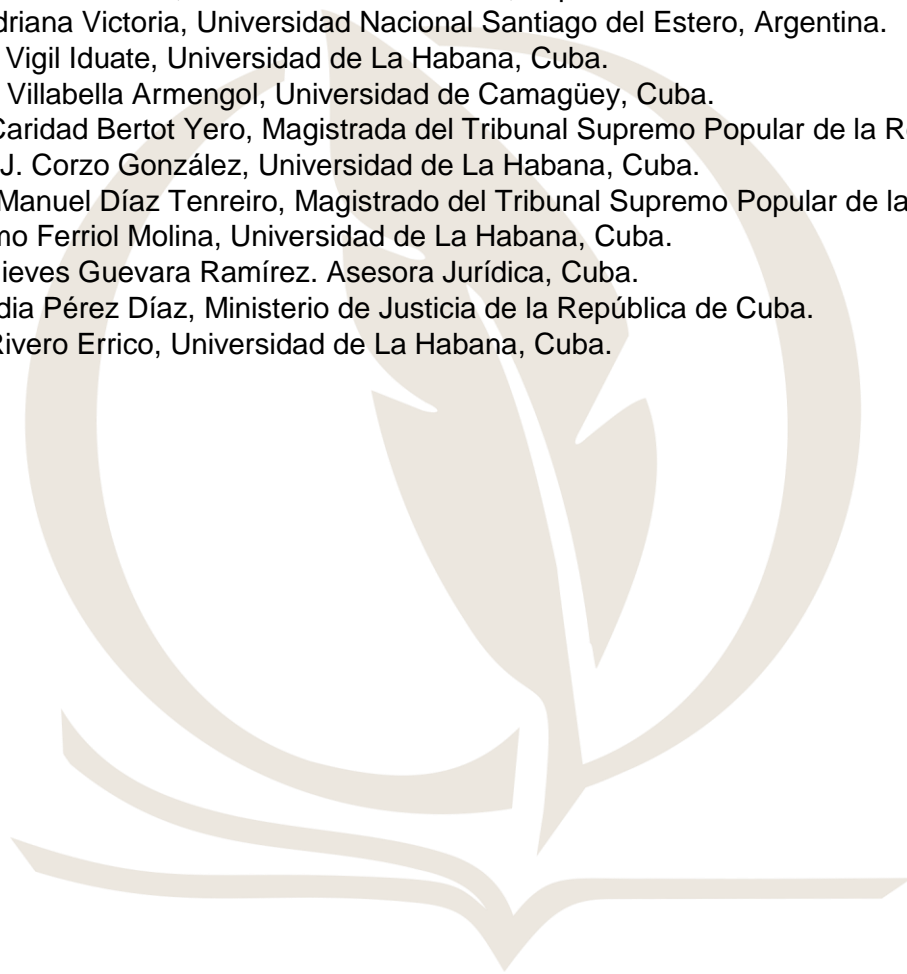 driana Victoria, Universidad Nacional Santiago del Estero, Argentina.
Vigil Iduate, Universidad de La Habana, Cuba.
Villabella Armengol, Universidad de Camagüey, Cuba.
Caridad Bertot Yero, Magistrada del Tribunal Supremo Popular de la R
J. Corzo González, Universidad de La Habana, Cuba.
Manuel Díaz Tenreiro, Magistrado del Tribunal Supremo Popular de la
mo Ferriol Molina, Universidad de La Habana, Cuba.
ieves Guevara Ramírez. Asesora Jurídica, Cuba.
dia Pérez Díaz, Ministerio de Justicia de la República de Cuba.
Rivero Errico, Universidad de La Habana, Cuba.